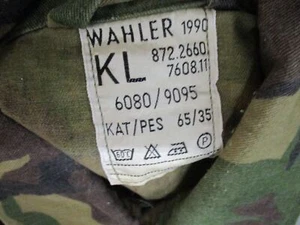 WAHLER 1990
KL 872.2660.
7608.11
6080/9095
KAT/PES 65/35
P